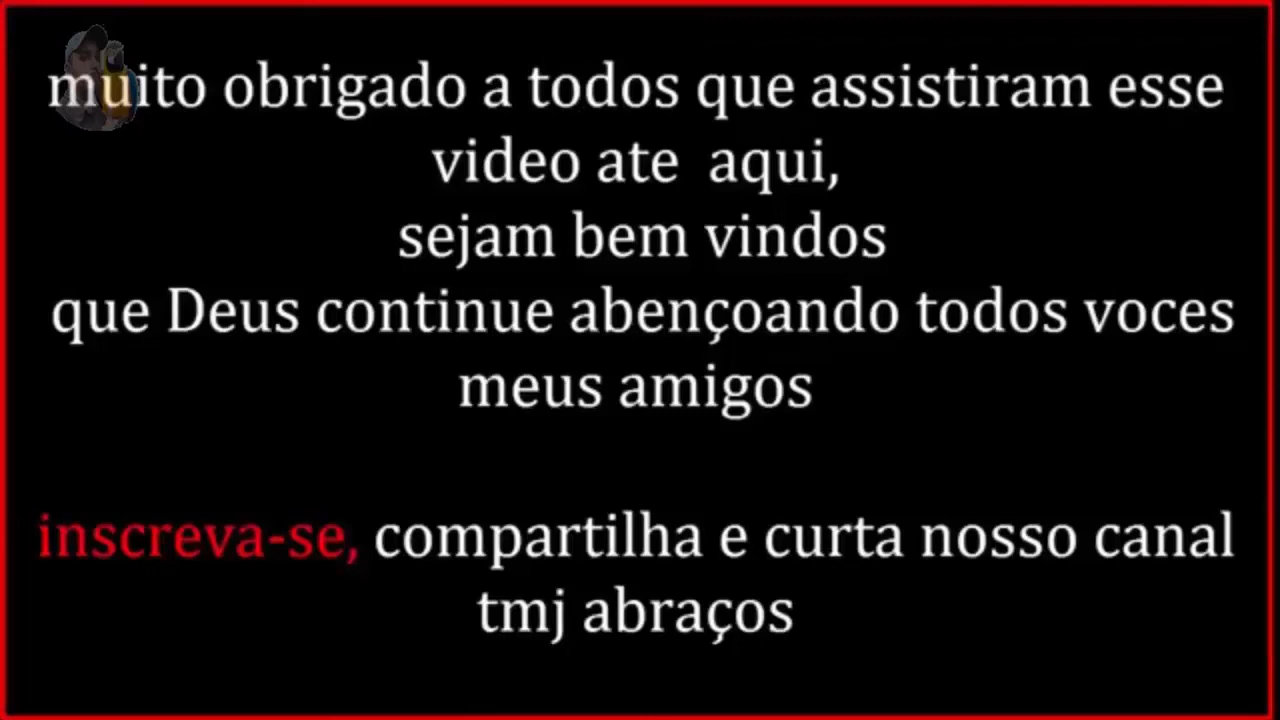 muito obrigado a todos que assistiram esse
video ate aqui,
sejam bem vindos
que Deus continue abençoando todos voces
meus amigos
inscreva-se, compartilha e curta nosso canal
tmj abraços